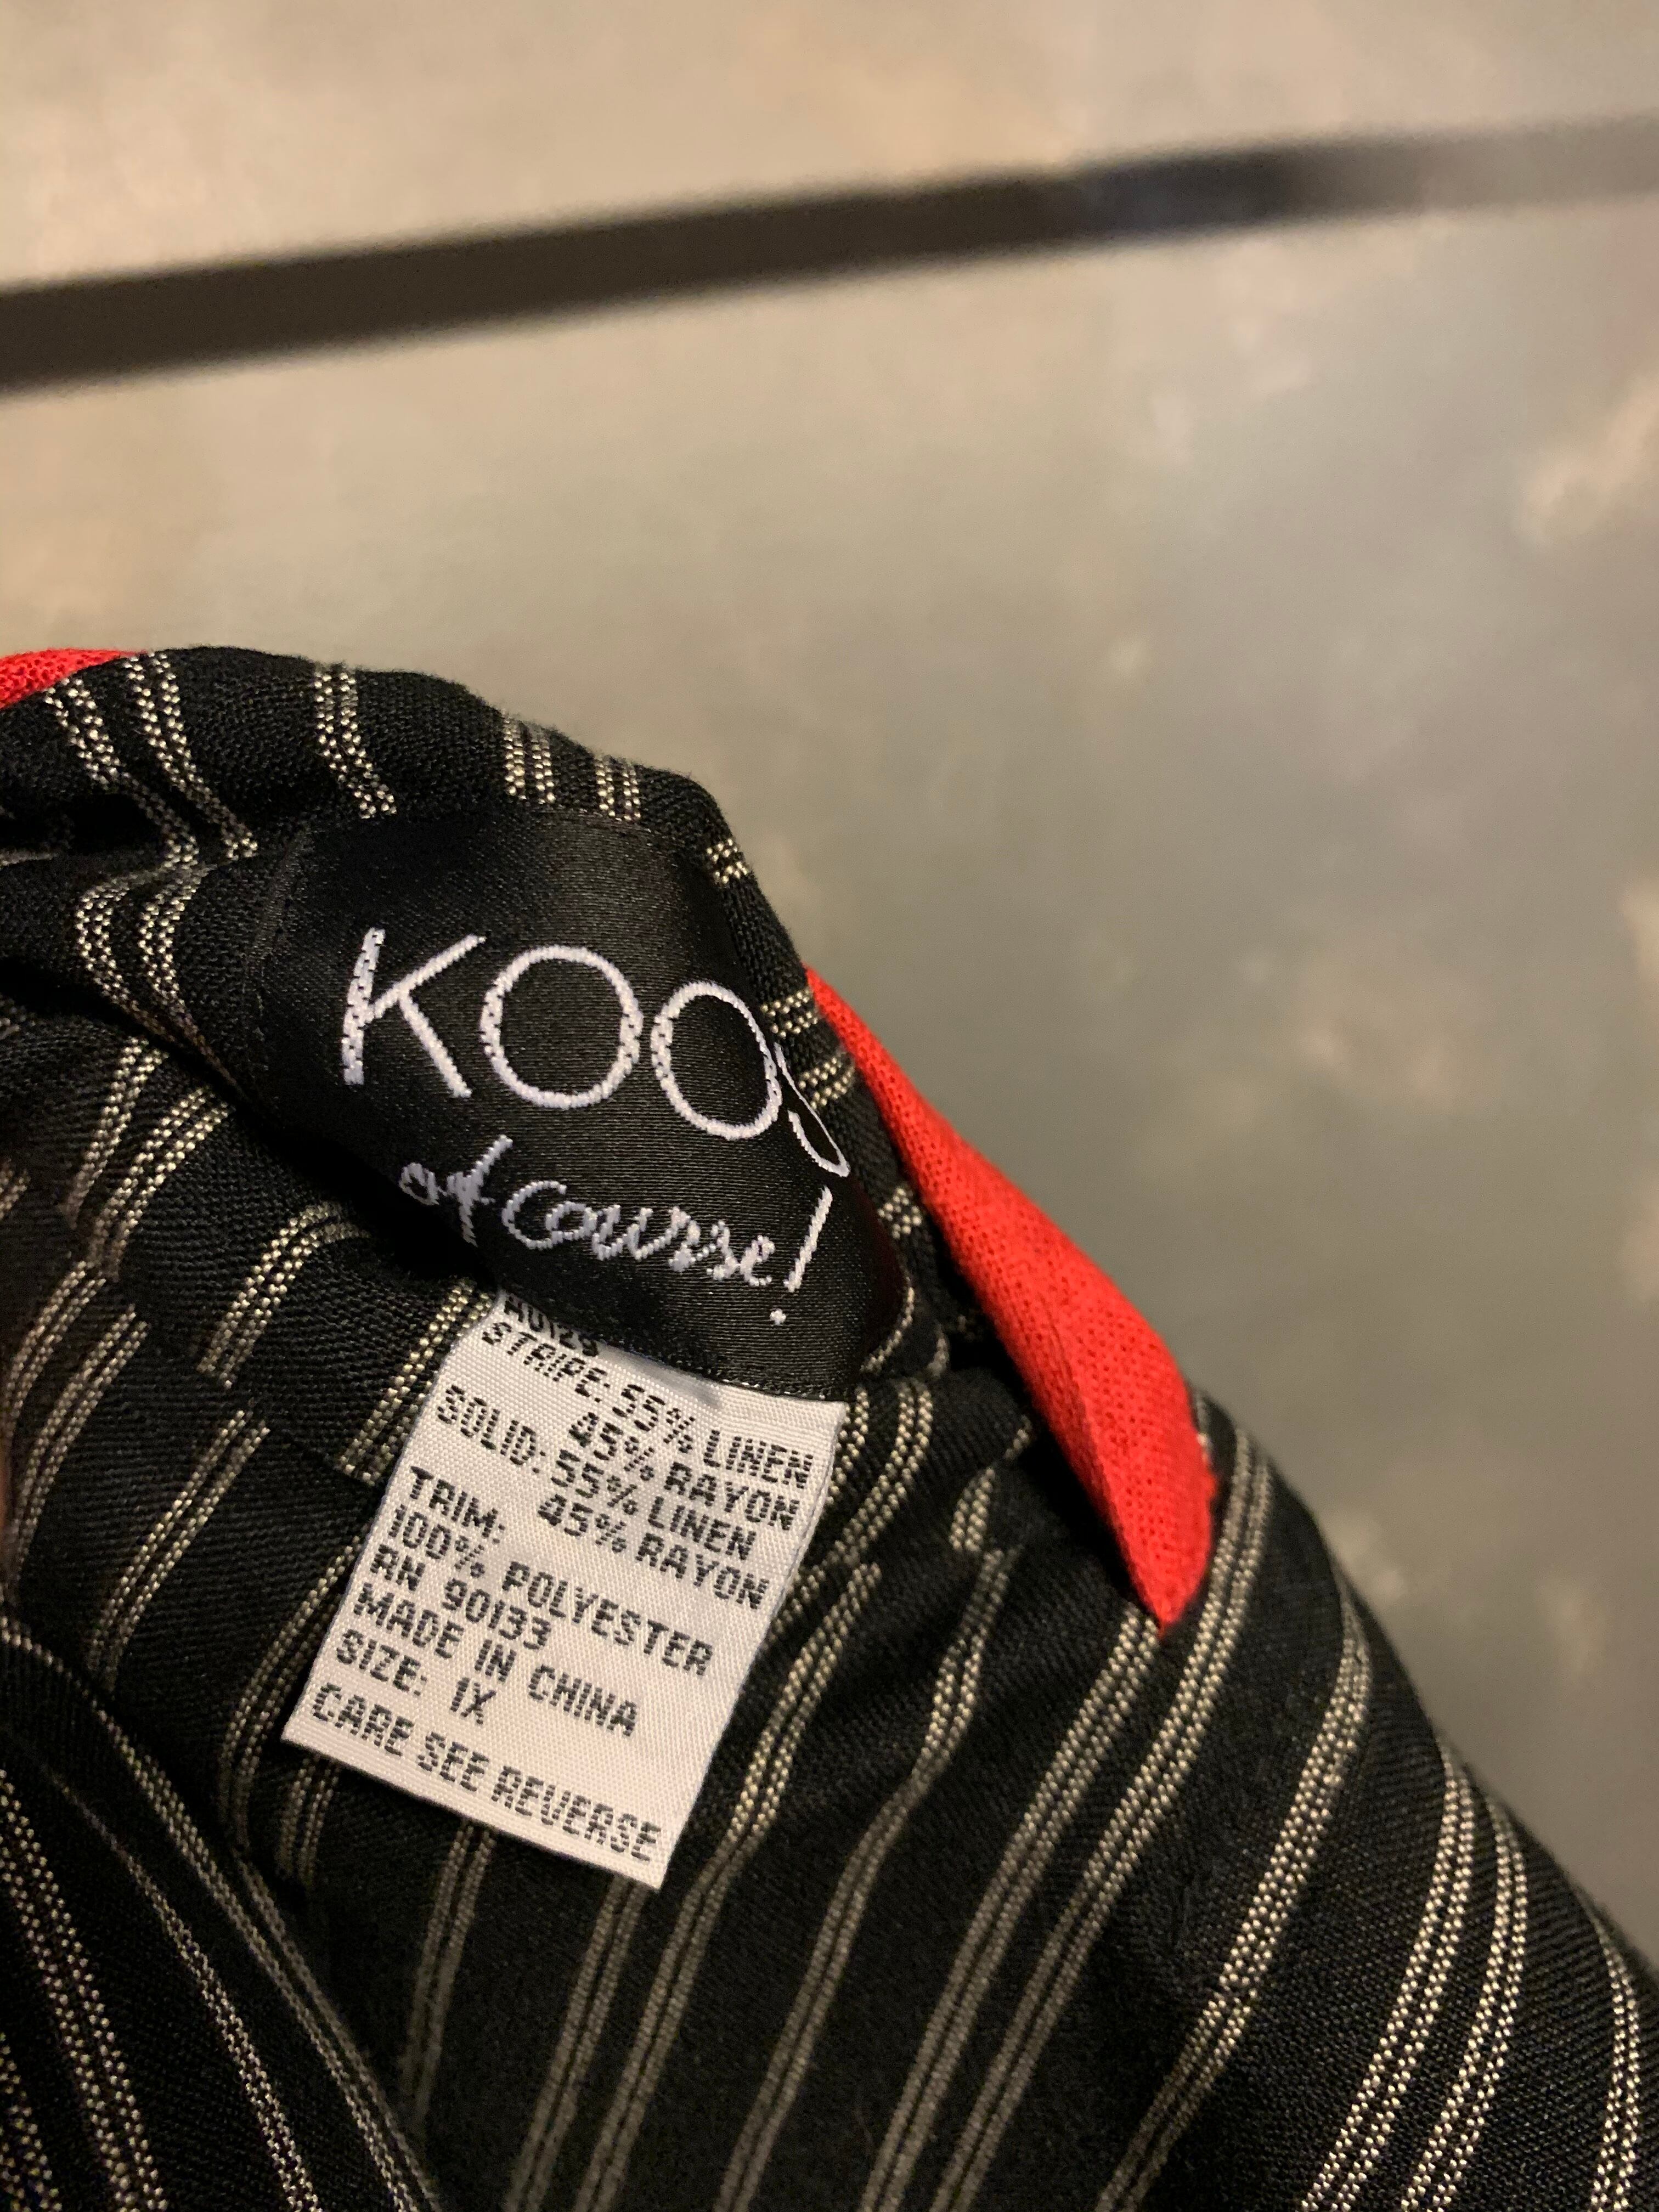 KOOS
of course!
STRIPE: 55% LINEN
45% RAYON
SOLID: 55% LINEN
45% RAYON
TRIM:
100% POLYESTER
RN 90133
MADE IN CHINA
SIZE: 1X
CARE SEE REVERSE